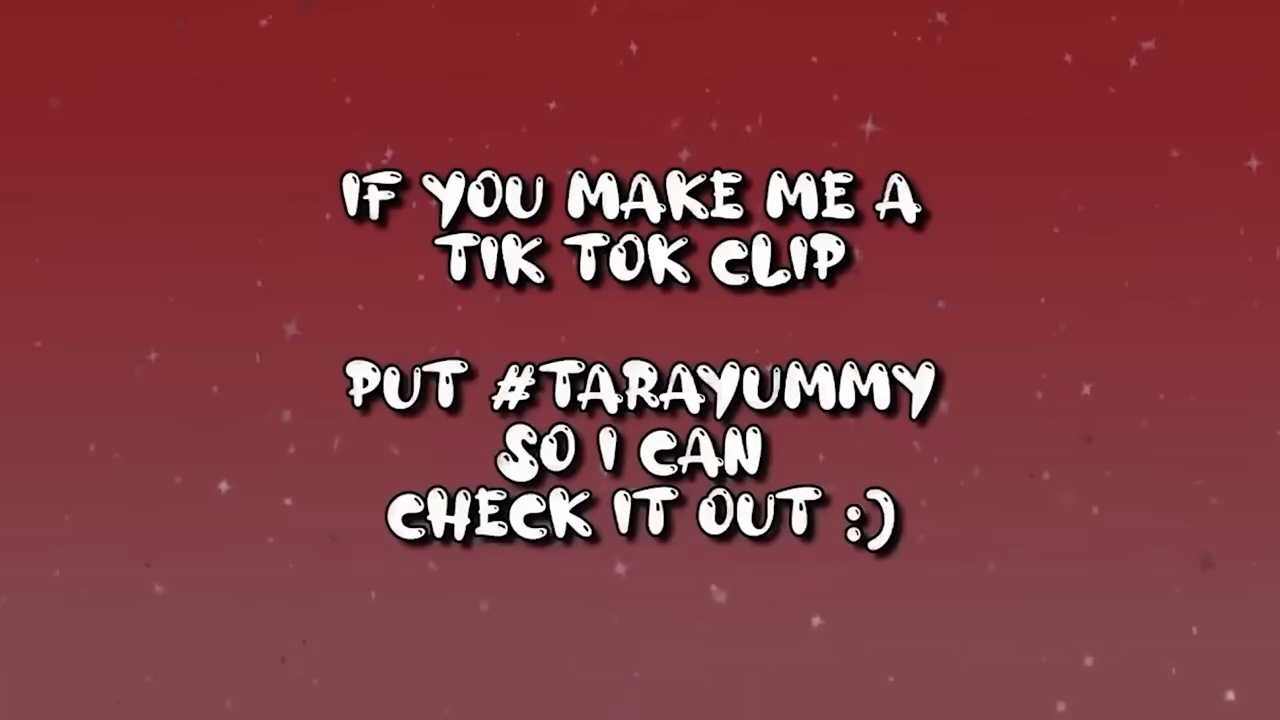 IF YOU MAKE ME A
TIK TOK CLIP
PUT #TARAYUMMY
SO I CAN
CHECK IT OUT :)